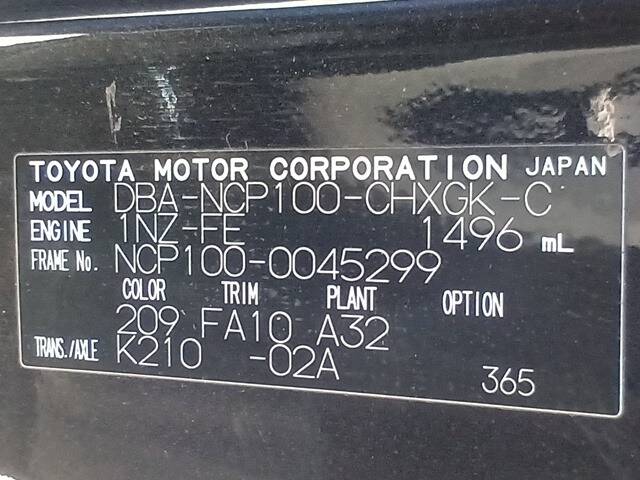 TOYOTA MOTOR CORPORATION JAPAN
MODEL DBA-NCP100-CHXGK-C
ENGINE 1NZ-FE 1496 mL
FRAME No. NCP100-0045299
COLOR TRIM PLANT OPTION
209 FA10 A32
TRANS./AXLE K210 -02A
365